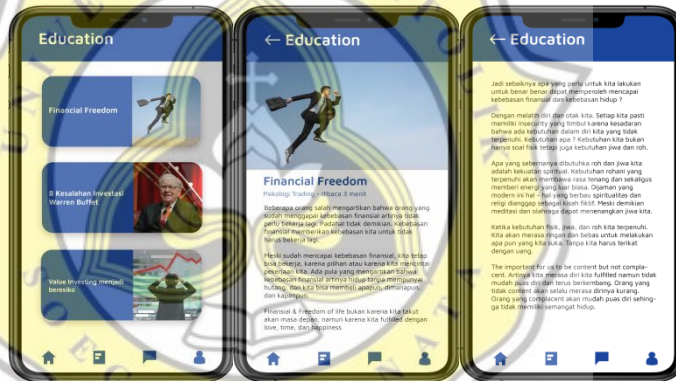 Education
Financial Freedom
8 Kesalahan Investasi
Warren Buffet
Value Investing menjadi
beresiko
← Education
Financial Freedom
Psikologi Trading - dibaca 3 menit
Beberapa orang salah mengartikan bahwa orang yang
sudah menggapai kebebasan finansial artinya tidak
perlu bekerja lagi. Padahal tidak demikian. Kebebasan
finansial memberikan kebebasan kita untuk tidak
harus bekerja lagi.
Meski sudah mencapai kebebasan finansial, kita tetap
bisa bekerja, karena pilihan atau karena kita mencintai
pekerjaan kita. Ada pula yang mengartikan bahwa
kebebasan finansial artinya hidup tanpa mempunyai
hutang, dan kita bisa membeli apapun, dimanapun,
dan kapanpun.
Finansial & Freedom of life bukan karena kita takut
akan masa depan, namun karena kita fulfilled dengan
love, time, dan happiness
← Education
Jadi sebaiknya apa yang perlu untuk kita lakukan
untuk benar benar dapat memperoleh mencapai
kebebasan finansial dan kebebasan hidup ?
Dengan melatih diri dan otak kita. Setiap kita pasti
memiliki insecurity yang timbul karena kesadaran
bahwa ada kebutuhan dalam diri kita yang tidak
terpenuhi. Kebutuhan apa ? Kebutuhan kita bukan
hanya soal fisik tetapi juga kebutuhan jiwa dan roh.
Apa yang sebernanya dibutuhka roh dan jiwa kita
adalah kekuatan spiritual. Kebutuhan rohani yang
terpenuhi akan membawa rasa tenang dan sekaligus
memberi energi yang luar biasa. Dijaman yang
modern ini hal - hal yang berbau spiritualitas dan
religi dianggep sebagai kisah fiktif. Meski demikian
meditasi dan olahraga dapat menenangkan jiwa kita.
Ketika kebutuhan fisik, jiwa, dan roh kita terpenuhi.
Kita akan merasa ringan dan bebas untuk melakukan
apa pun yang kita suka. Tanpa kita harus terikat
dengan uang.
The important for us to be content but not compla-
cent. Artinya kita merasa diri kita fulfilled namun tidak
mudah puas diri dan terus berkembang. Orang yang
tidak content akan selalu merasa dirinya kurang.
Orang yang complacent akan mudah puas diri sehing-
ga tidak memiliki semangat hidup.